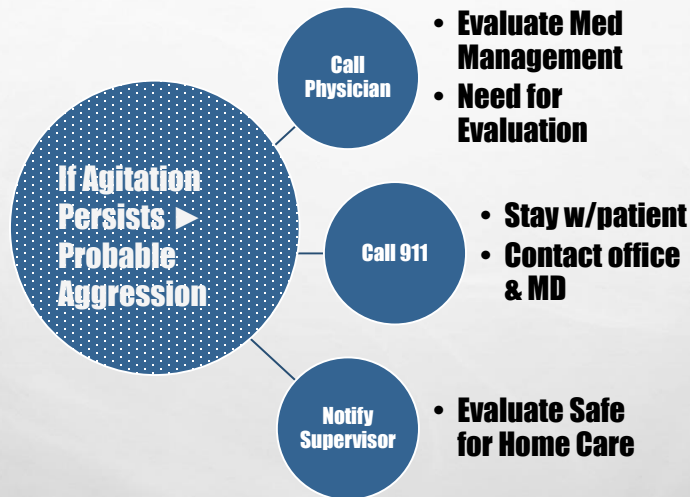 If Agitation
Persists ►
Probable
Aggression
Call
Physician
• Evaluate Med
Management
• Need for
Evaluation
Call 911
• Stay w/patient
• Contact office
& MD
Notify
Supervisor
• Evaluate Safe
for Home Care